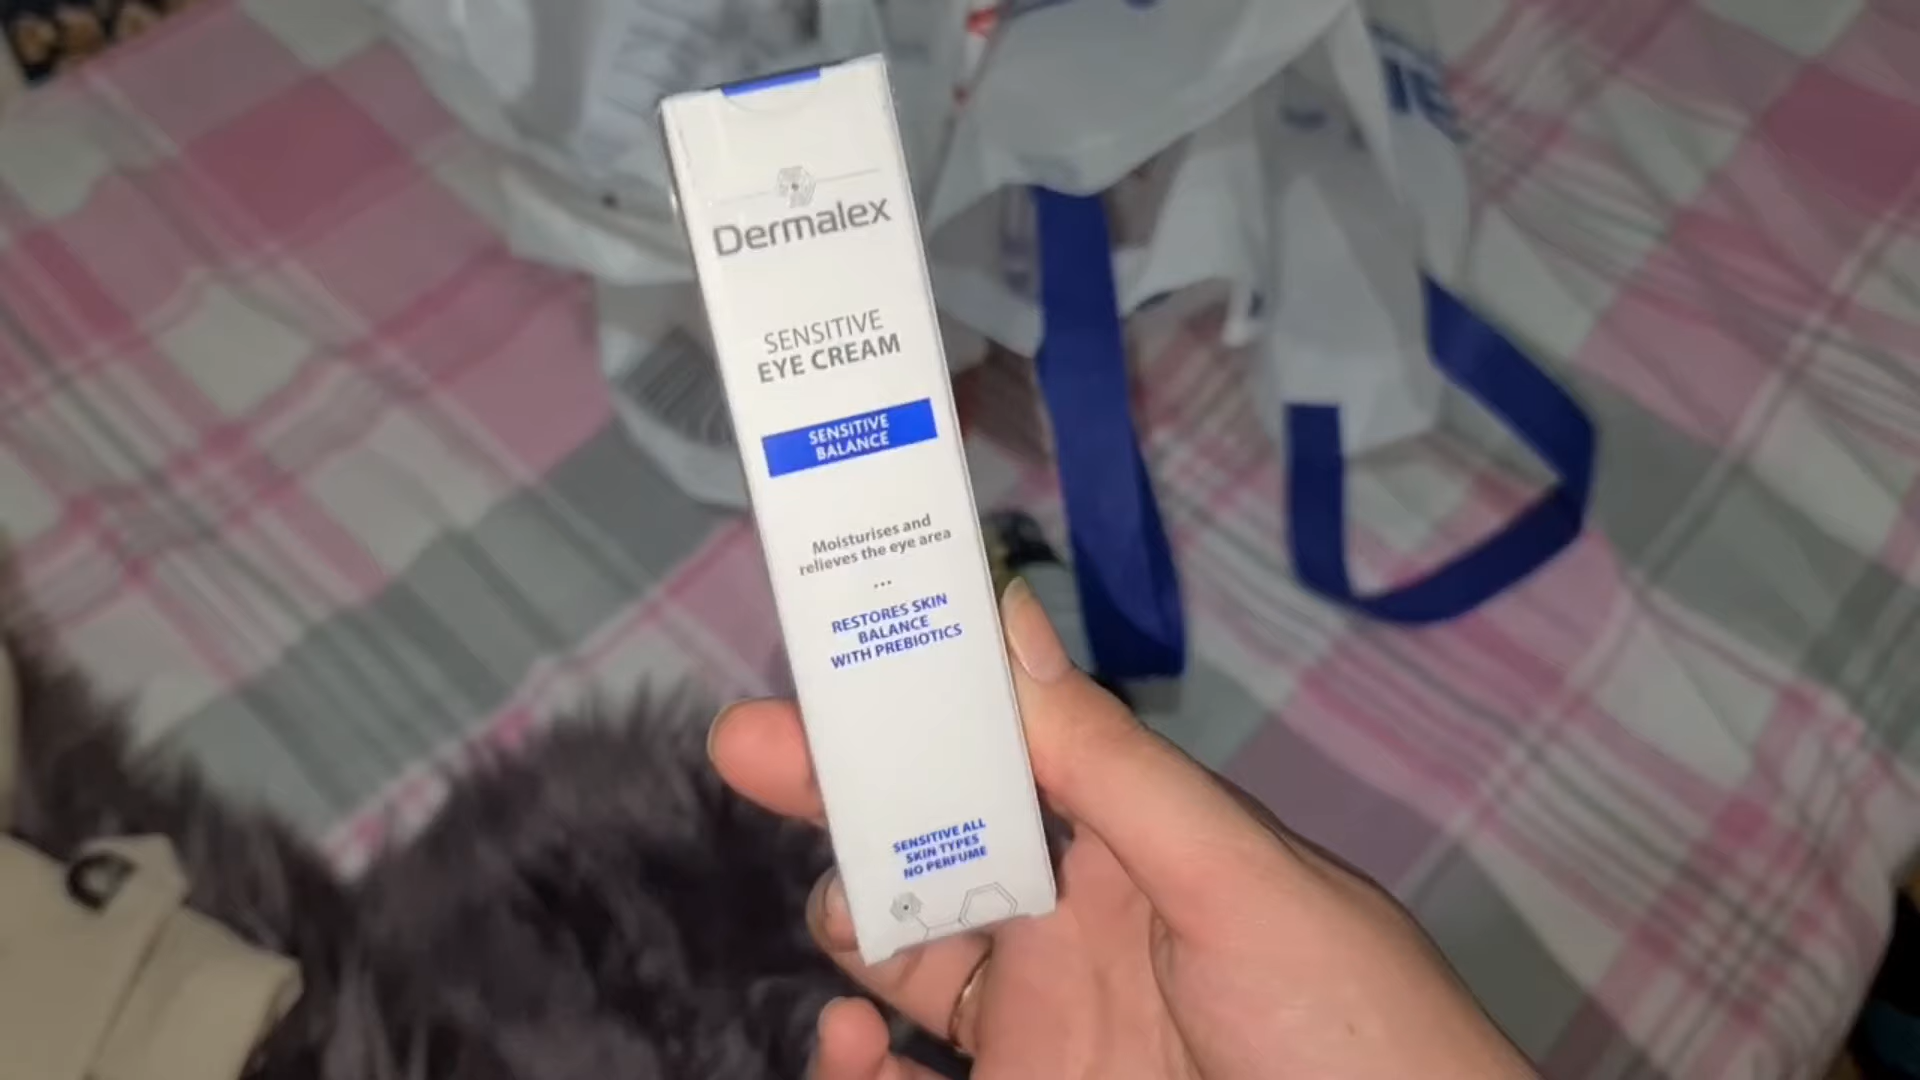 Dermalex
SENSITIVE
EYE CREAM
SENSITIVE
BALANCE
Moisturises and
relieves the eye area
...
RESTORES SKIN
BALANCE
WITH PREBIOTICS
SENSITIVE ALL
SKIN TYPES
NO PERFUME